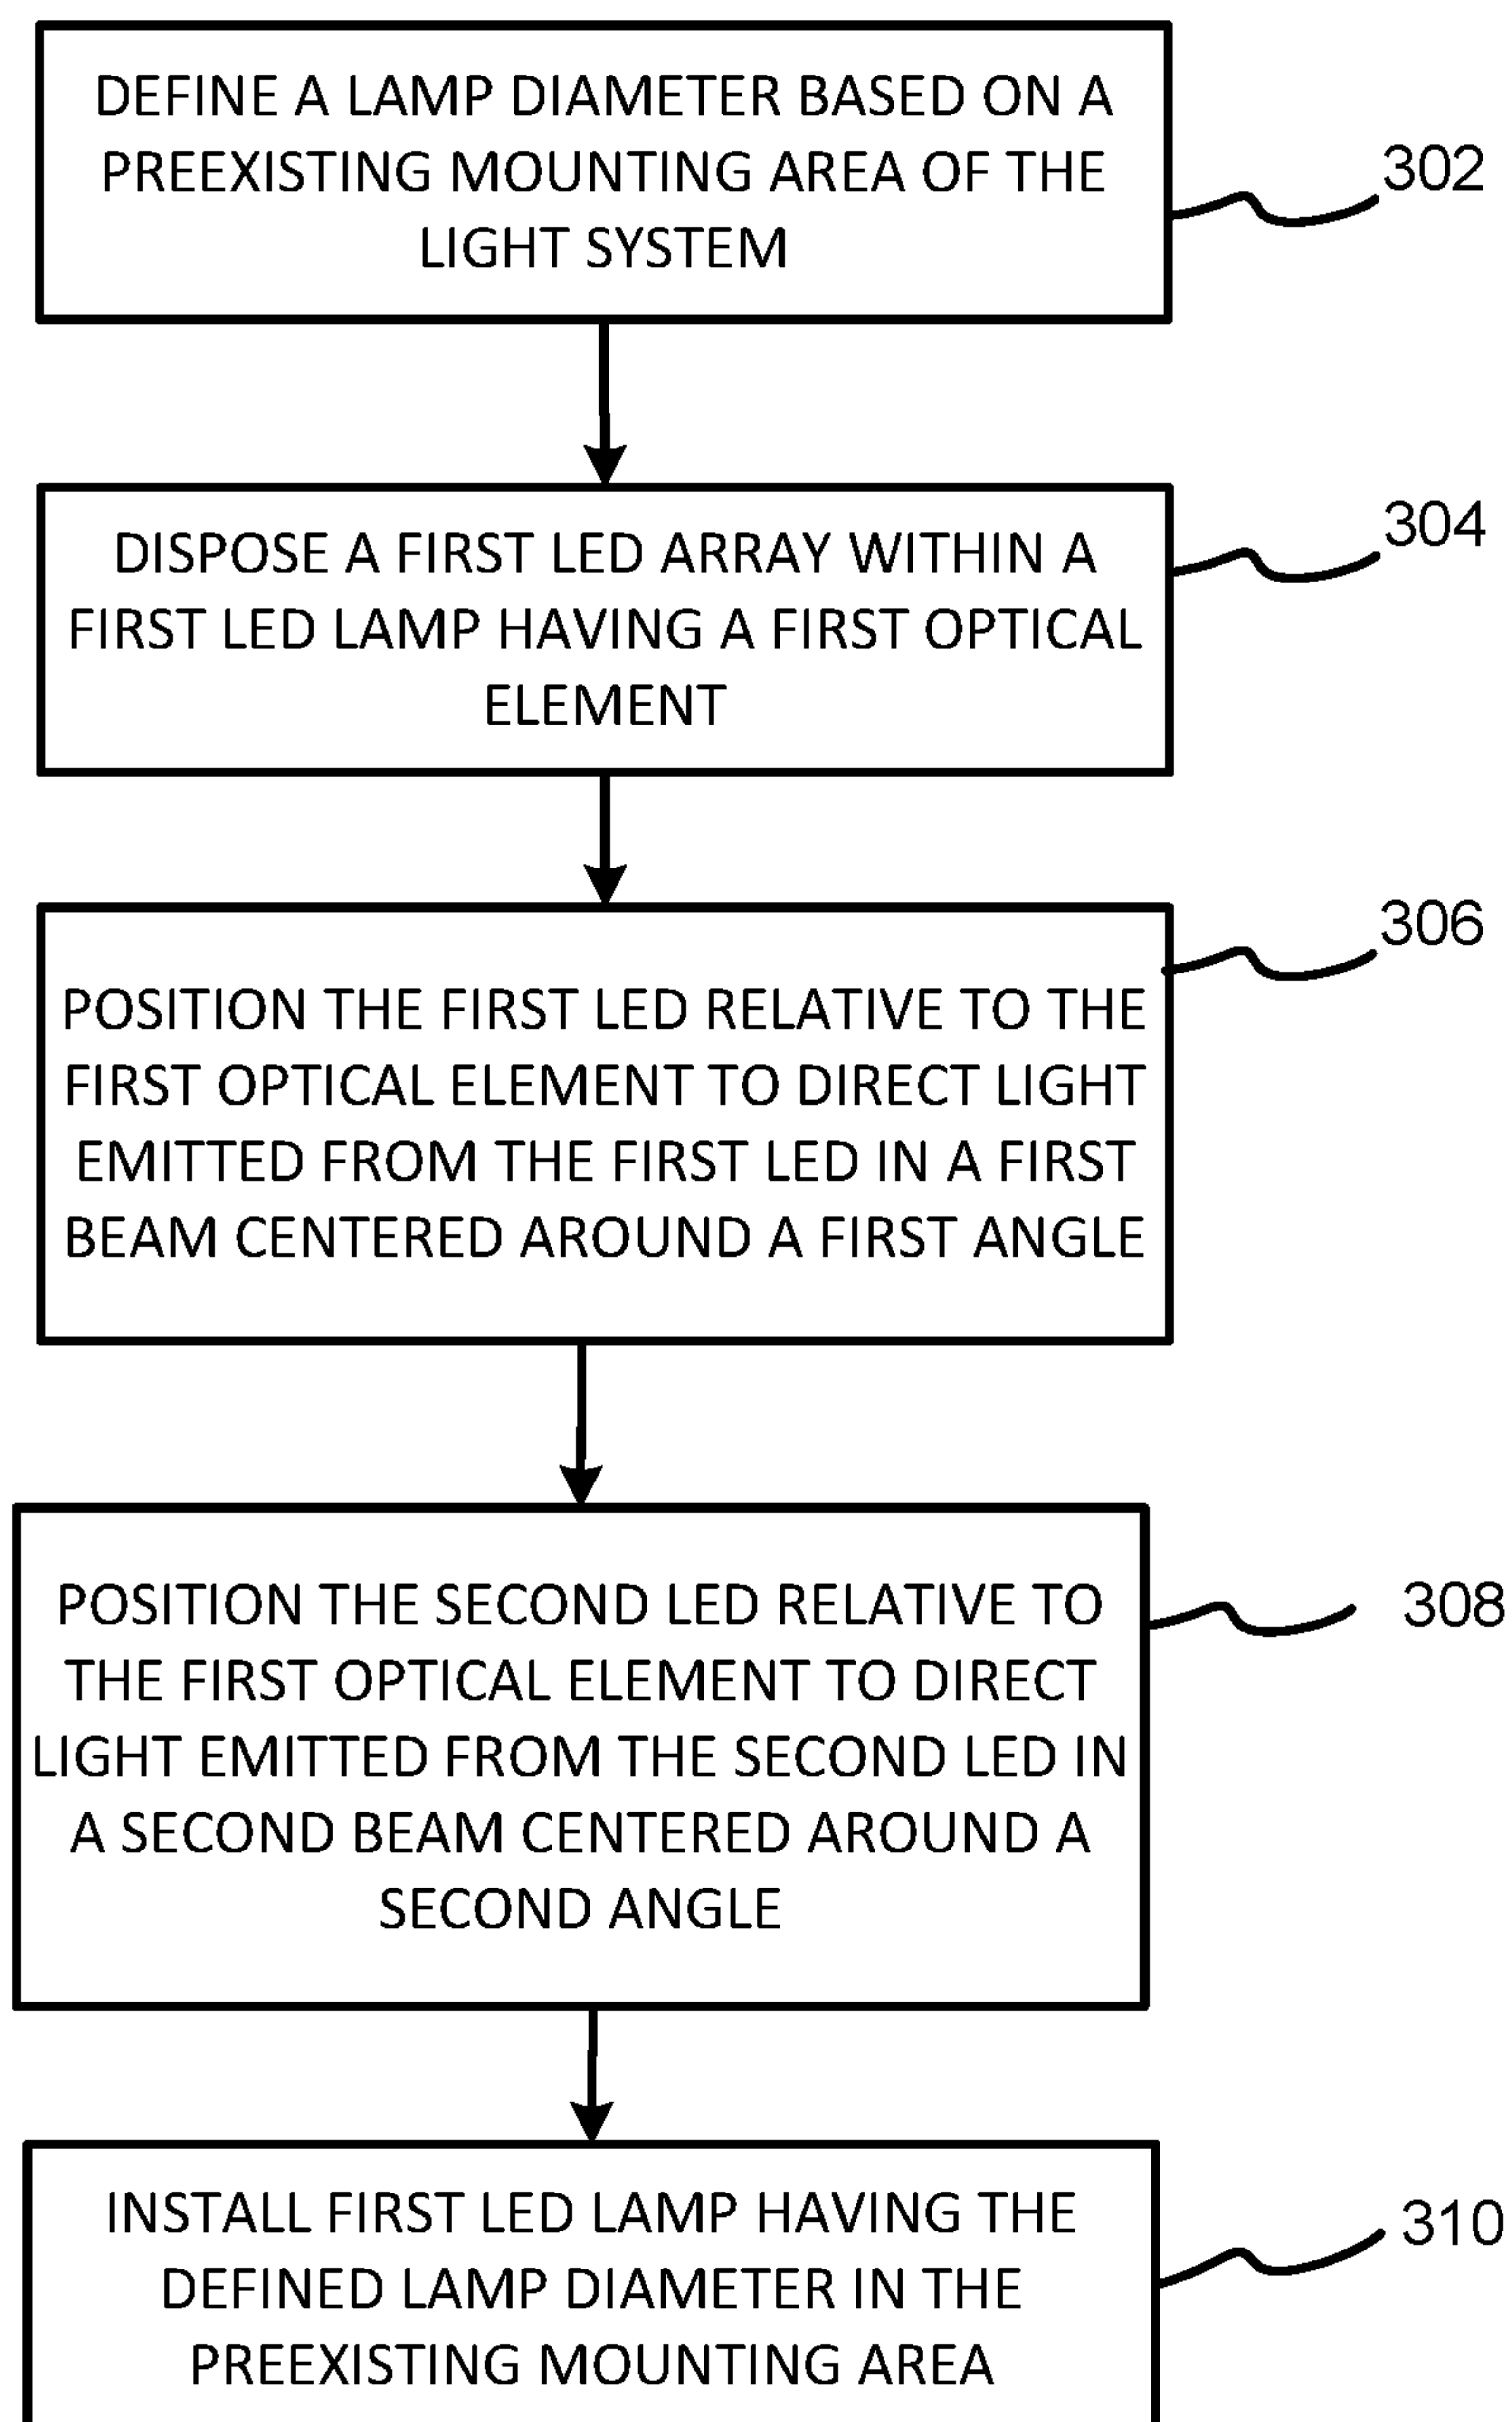 DEFINE A LAMP DIAMETER BASED ON A
PREEXISTING MOUNTING AREA OF THE
LIGHT SYSTEM
302
DISPOSE A FIRST LED ARRAY WITHIN A
FIRST LED LAMP HAVING A FIRST OPTICAL
ELEMENT
304
POSITION THE FIRST LED RELATIVE TO THE
FIRST OPTICAL ELEMENT TO DIRECT LIGHT
EMITTED FROM THE FIRST LED IN A FIRST
BEAM CENTERED AROUND A FIRST ANGLE
306
POSITION THE SECOND LED RELATIVE TO
THE FIRST OPTICAL ELEMENT TO DIRECT
LIGHT EMITTED FROM THE SECOND LED IN
A SECOND BEAM CENTERED AROUND A
SECOND ANGLE
308
INSTALL FIRST LED LAMP HAVING THE
DEFINED LAMP DIAMETER IN THE
PREEXISTING MOUNTING AREA
310